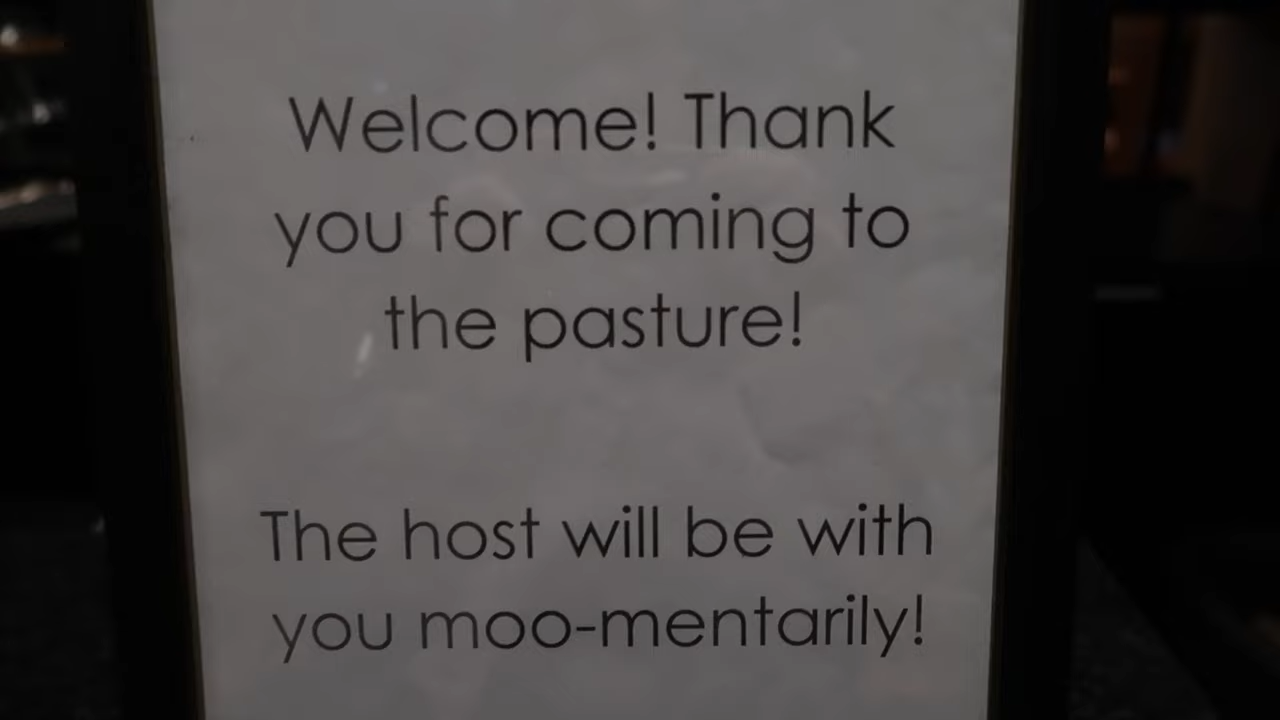 Welcome! Thank
you for coming to
the pasture!
The host will be with
you moo-mentarily!